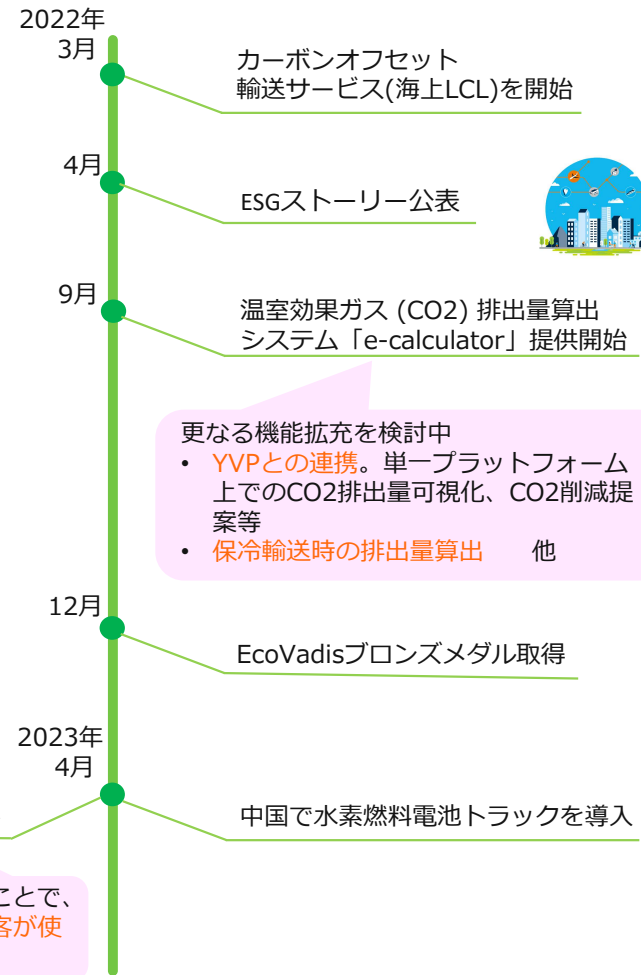 2022年
3月
カーボンオフセット
輸送サービス(海上LCL)を開始
4月
ESGストーリー公表
9月
温室効果ガス (CO2) 排出量算出
システム「e-calculator」提供開始
更なる機能拡充を検討中
• YVPとの連携。単一プラットフォーム
上でのCO2排出量可視化、CO2削減提
案等
• 保冷輸送時の排出量算出 他
12月
EcoVadisブロンズメダル取得
2023年
4月
中国で水素燃料電池トラックを導入
ことで、
客が使